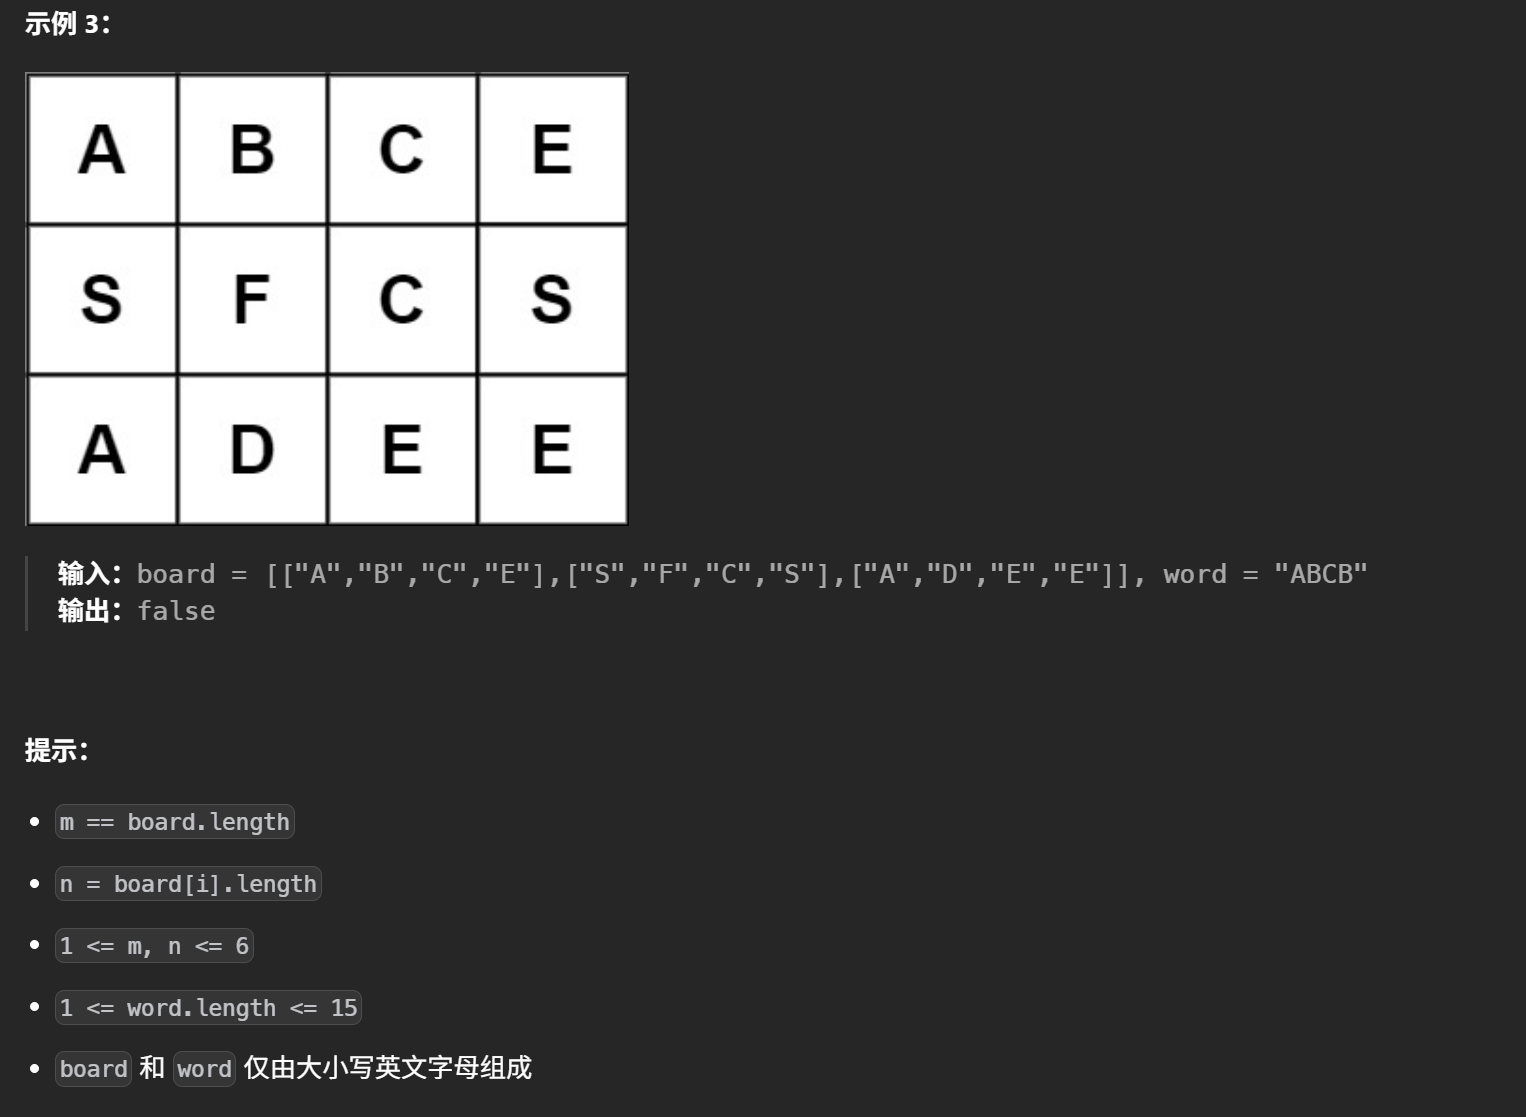 示例 3：
A B C E
S F C S
A D E E
输入：board = [["A","B","C","E"],["S","F","C","S"],["A","D","E","E"]], word = "ABCB"
输出：false
提示：
m == board.length
n = board[i].length
1 <= m, n <= 6
1 <= word.length <= 15
board 和 word 仅由大小写英文字母组成